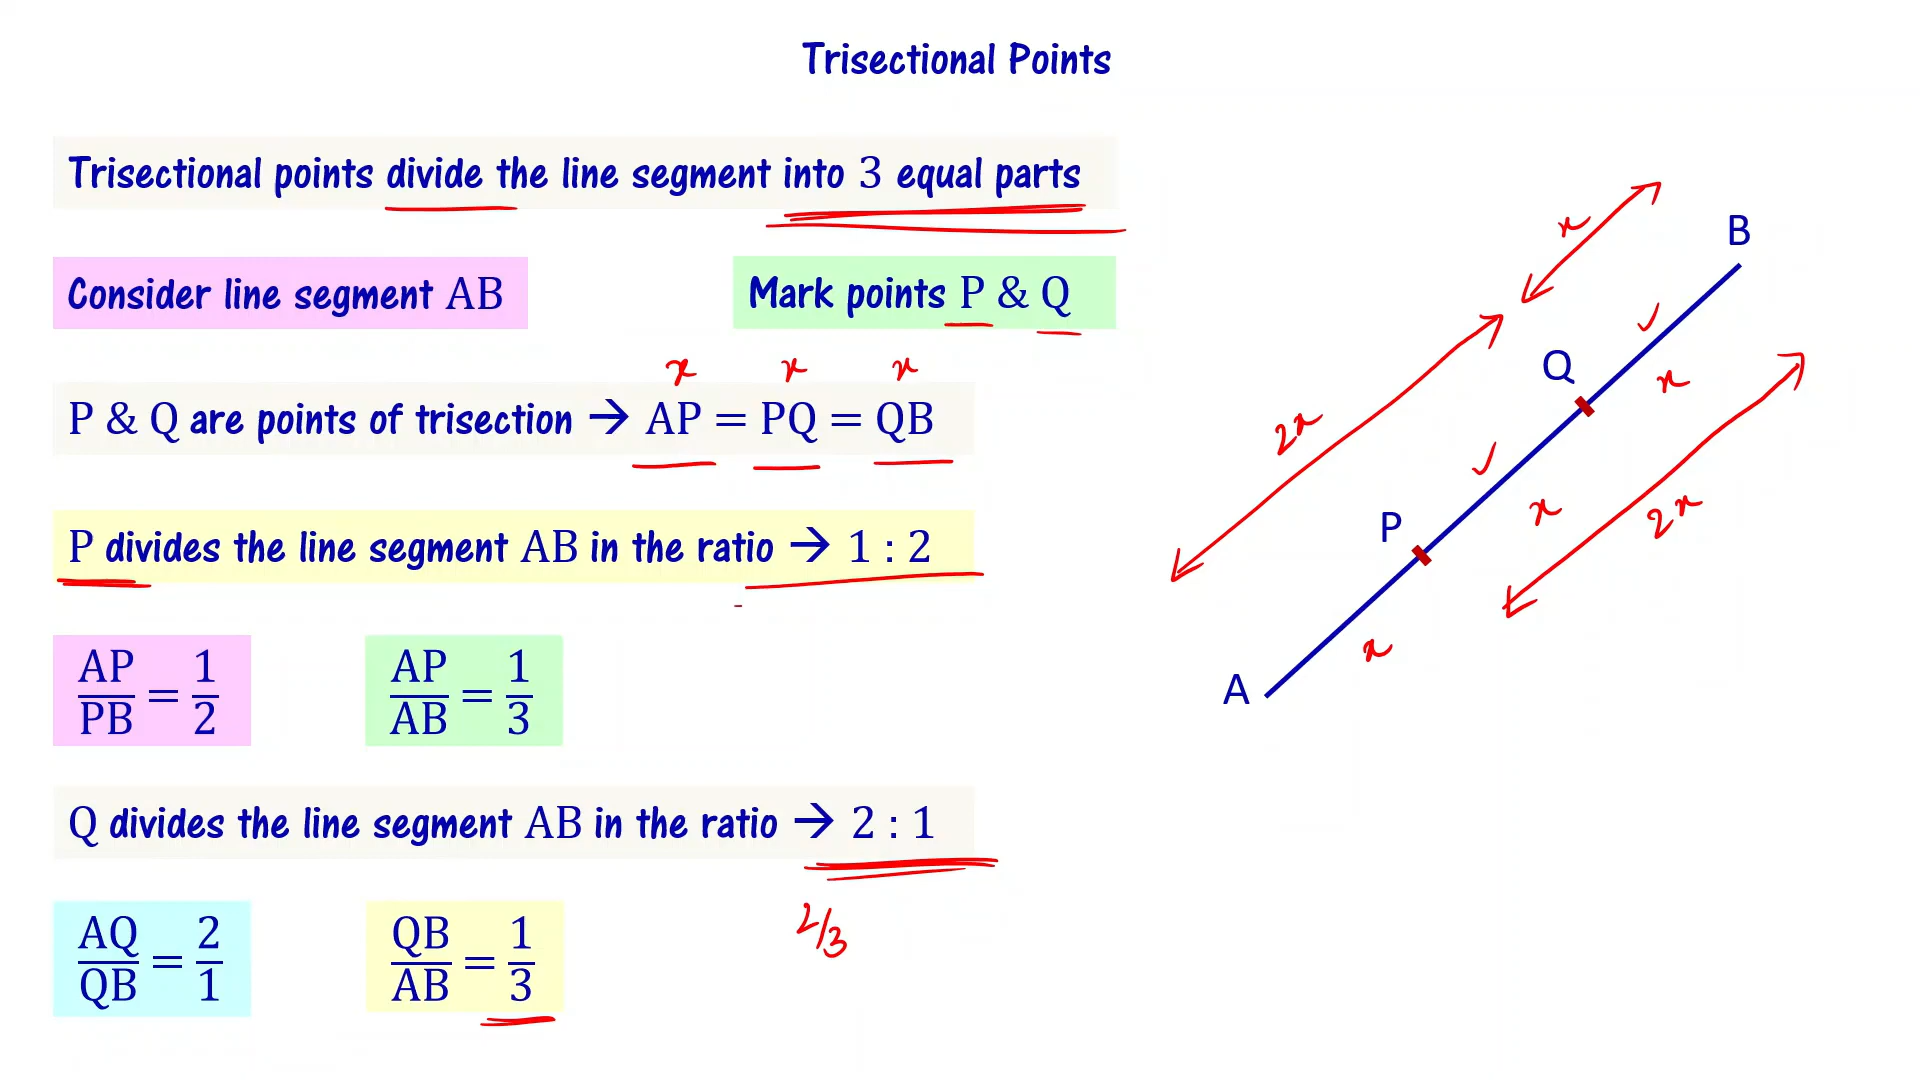 Trisectional Points
Trisectional points divide the line segment into 3 equal parts
Consider line segment AB
Mark points P & Q
x x x
P & Q are points of trisection → AP = PQ = QB
P divides the line segment AB in the ratio → 1 : 2
AP/PB = 1/2
AP/AB = 1/3
Q divides the line segment AB in the ratio → 2 : 1
2/3
AQ/QB = 2/1
QB/AB = 1/3
x
B
2x
Q
x
P
x
2x
x
A